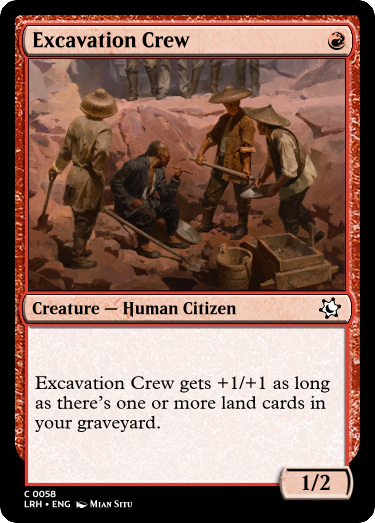 Excavation Crew
Creature — Human Citizen
Excavation Crew gets +1/+1 as long
as there's one or more land cards in
your graveyard.
1/2
C 0058
LRH • ENG Mian Situ